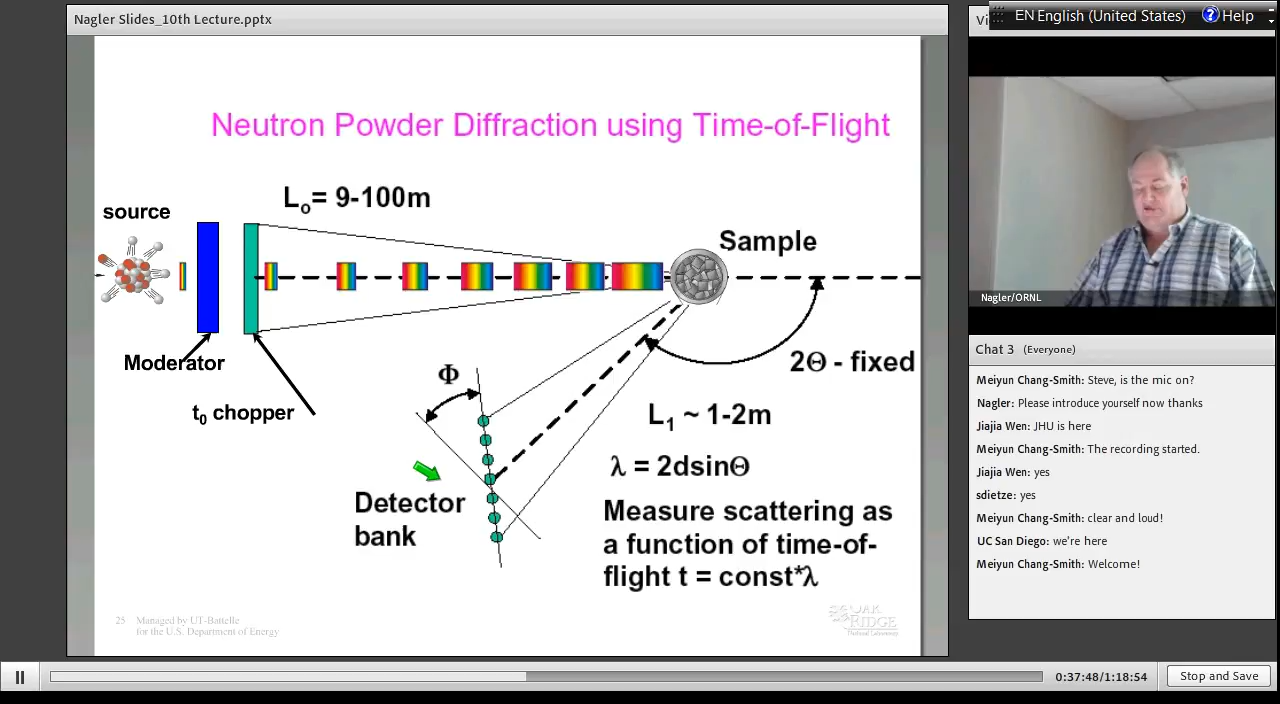 Nagler Slides_10th Lecture.pptx
EN English (United States) Help
Vi
Neutron Powder Diffraction using Time-of-Flight
Lo= 9-100m
source
Sample
Moderator
2Θ - fixed
Φ
t0 chopper
L1 ~ 1-2m
λ = 2dsinΘ
Detector
bank
Measure scattering as
a function of time-of-
flight t = const*λ
25 Managed by UT-Battelle
for the U.S. Department of Energy
OAK
RIDGE
National Laboratory
Nagler/ORNL
Chat 3 (Everyone)
Meiyun Chang-Smith: Steve, is the mic on?
Nagler: Please introduce yourself now thanks
Jiajia Wen: JHU is here
Meiyun Chang-Smith: The recording started.
Jiajia Wen: yes
sdietze: yes
Meiyun Chang-Smith: clear and loud!
UC San Diego: we're here
Meiyun Chang-Smith: Welcome!
0:37:48/1:18:54
Stop and Save